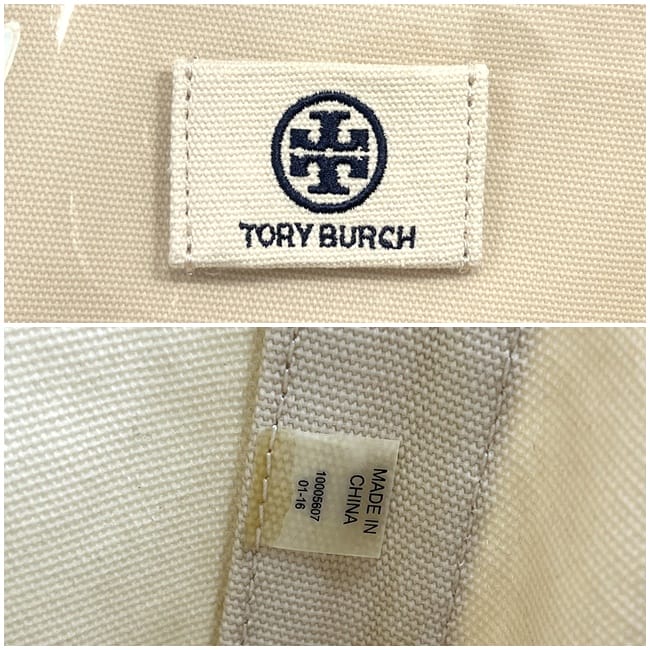 TORY BURCH
MADE IN
CHINA
10005607
01-16